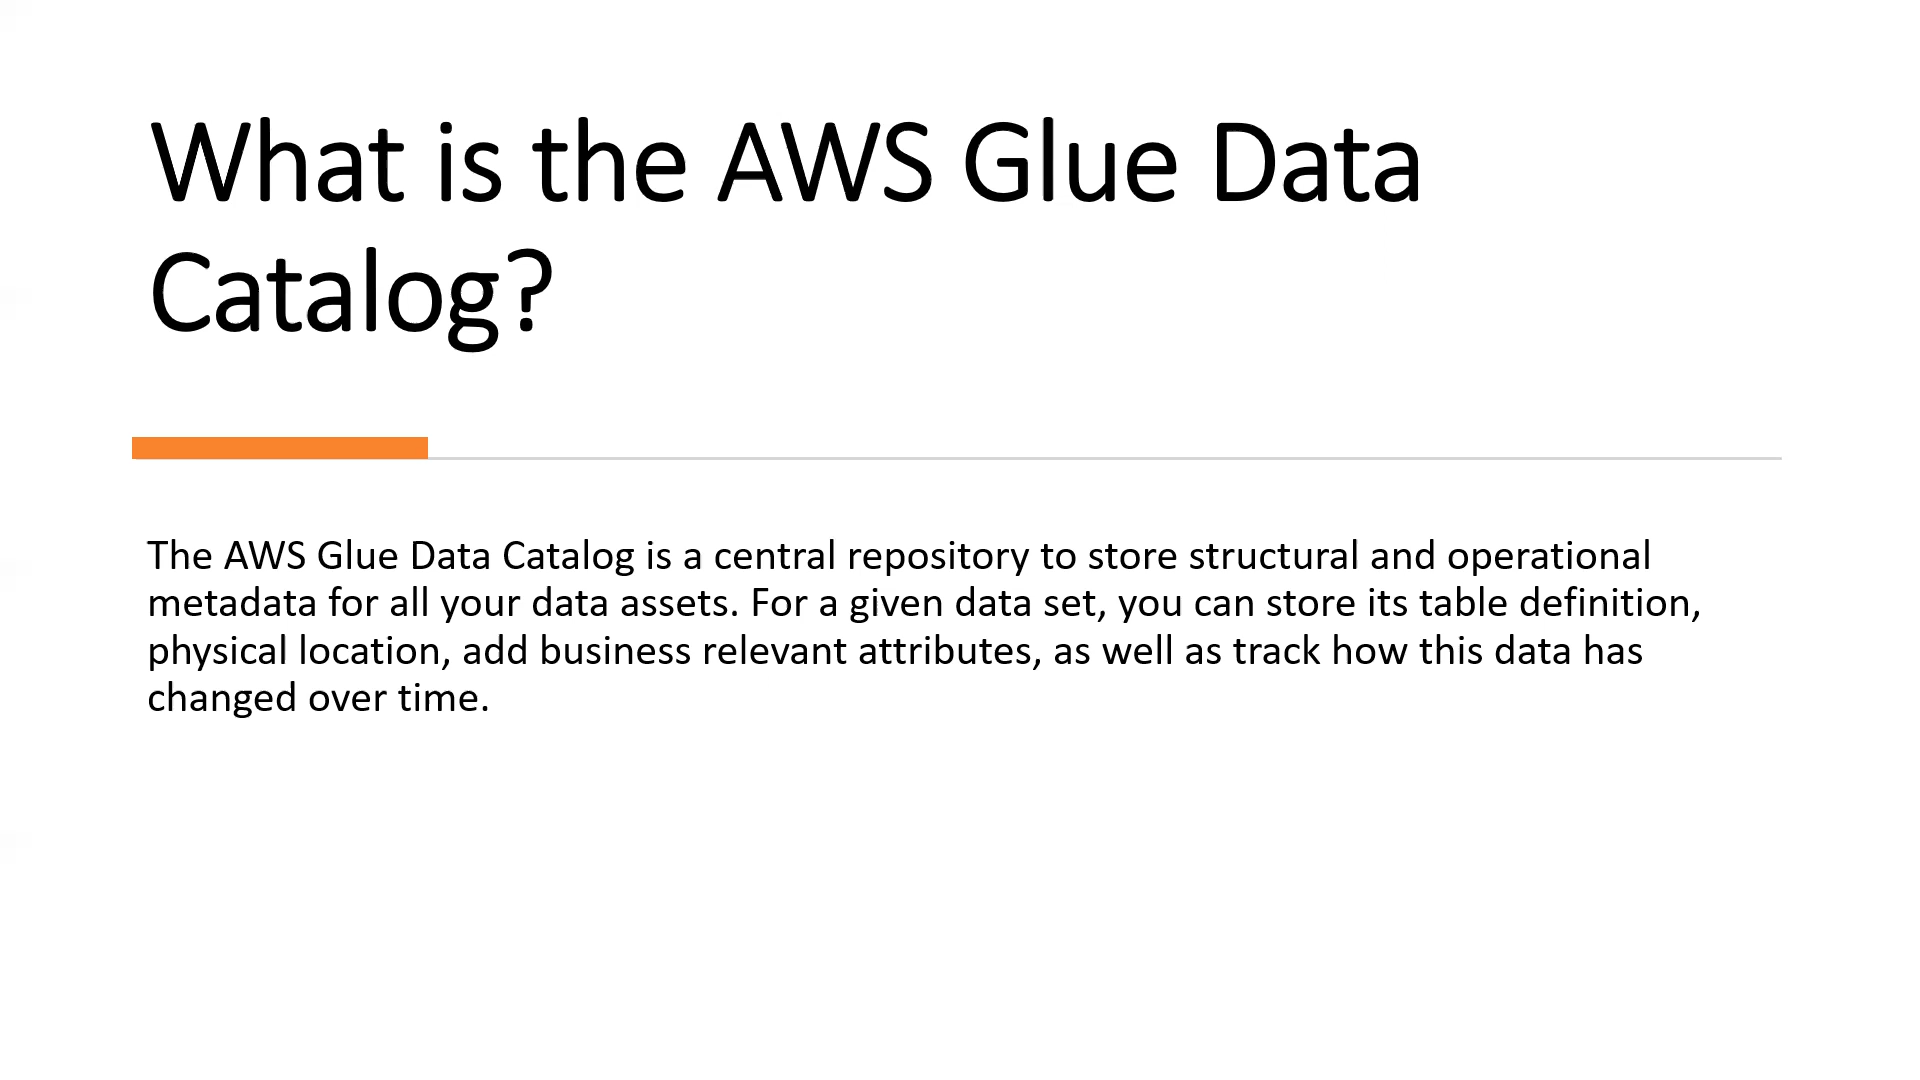 What is the AWS Glue Data
Catalog?
The AWS Glue Data Catalog is a central repository to store structural and operational
metadata for all your data assets. For a given data set, you can store its table definition,
physical location, add business relevant attributes, as well as track how this data has
changed over time.